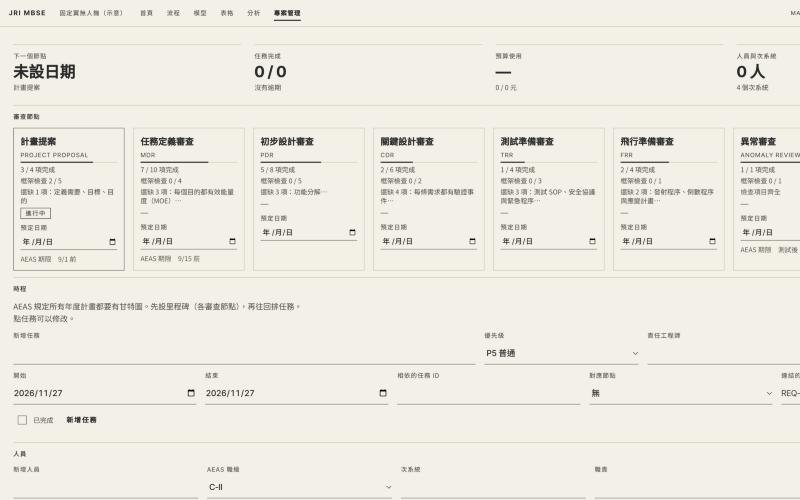 JRI MBSE 固定翼無人機（示意） 首頁 流程 模型 表格 分析 專案管理
下一個節點 任務完成 預算使用 人員與次系統
未設日期 0 / 0 — 0 人
計畫提案 沒有逾期 0 / 0 元 4 個次系統
審查節點
計畫提案
PROJECT PROPOSAL
3 / 4 項完成
框架檢查 2 / 5
還缺 1 項：定義需要、目標、目的
進行中
預定日期
年 /月/日
AEAS 期限 9/1 前
任務定義審查
MDR
7 / 10 項完成
框架檢查 0 / 4
還缺 3 項：每個目的都有效能量度（MOE）⋯
—
預定日期
年 /月/日
AEAS 期限 9/15 前
初步設計審查
PDR
5 / 8 項完成
框架檢查 0 / 5
還缺 3 項：功能分解⋯
—
預定日期
年 /月/日
關鍵設計審查
CDR
2 / 6 項完成
框架檢查 0 / 2
還缺 4 項：每條需求都有驗證事件⋯
—
預定日期
年 /月/日
測試準備審查
TRR
1 / 4 項完成
框架檢查 0 / 3
還缺 3 項：測試 SOP、安全協議與緊急程序⋯
—
預定日期
年 /月/日
飛行準備審查
FRR
2 / 4 項完成
框架檢查 0 / 1
還缺 2 項：發射程序、倒數程序與應變計畫⋯
—
預定日期
年 /月/日
異常審查
ANOMALY REVIEW
1 / 1 項完成
框架檢查 0 / 1
檢查項目齊全
—
預定日期
年 /月/日
AEAS 期限 測試後
時程
AEAS 規定所有年度計畫都要有甘特圖。先設里程碑（各審查節點），再往回排任務。
點任務可以修改。
新增任務 優先級 責任工程師
P5 普通
開始 結束 相依的任務 ID 對應節點 連結的
2026/11/27 2026/11/27 無 REQ-
已完成 新增任務
人員
新增人員 AEAS 職級 次系統 職責
C-II